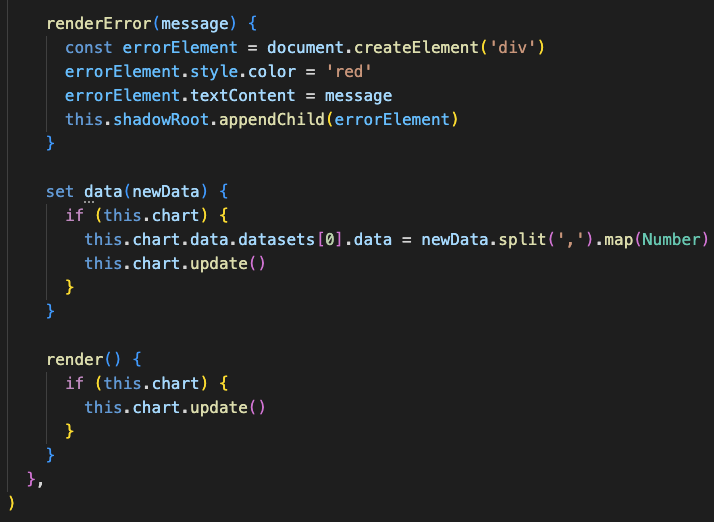 renderError(message) {
const errorElement = document.createElement('div')
errorElement.style.color = 'red'
errorElement.textContent = message
this.shadowRoot.appendChild(errorElement)
}
set data(newData) {
if (this.chart) {
this.chart.data.datasets[0].data = newData.split(',').map(Number)
this.chart.update()
}
}
render() {
if (this.chart) {
this.chart.update()
}
}
},
)